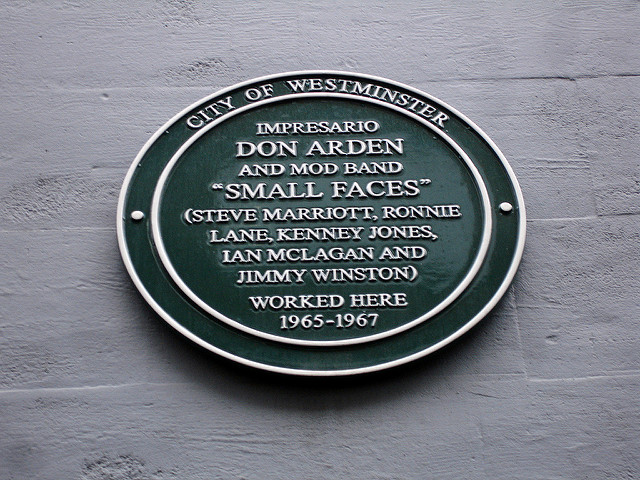 CITY OF WESTMINSTER
IMPRESARIO
DON ARDEN
AND MOD BAND
“SMALL FACES”
(STEVE MARRIOTT, RONNIE
LANE, KENNEY JONES,
IAN MCLAGAN AND
JIMMY WINSTON)
WORKED HERE
1965-1967